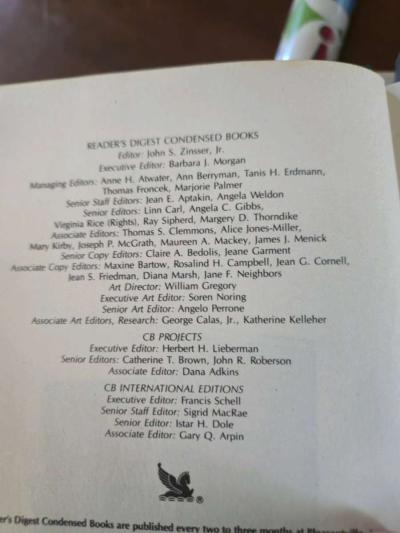 READER'S DIGEST CONDENSED BOOKS
Editor: John S. Zinsser, Jr.
Executive Editor: Barbara J. Morgan
Managing Editors: Anne H. Atwater, Ann Berryman, Tanis H. Erdmann,
Thomas Froncek, Marjorie Palmer
Senior Staff Editors: Jean E. Aptakin, Angela Weldon
Senior Editors: Linn Carl, Angela C. Gibbs,
Virginia Rice (Rights), Ray Sipherd, Margery D. Thorndike
Associate Editors: Thomas S. Clemmons, Alice Jones-Miller,
Mary Kirby, Joseph P. McGrath, Maureen A. Mackey, James J. Menick
Senior Copy Editors: Claire A. Bedolis, Jeane Garment
Associate Copy Editors: Maxine Bartow, Rosalind H. Campbell, Jean G. Cornell,
Jean S. Friedman, Diana Marsh, Jane F. Neighbors
Art Director: William Gregory
Executive Art Editor: Soren Noring
Senior Art Editor: Angelo Perrone
Associate Art Editors, Research: George Calas, Jr., Katherine Kelleher
CB PROJECTS
Executive Editor: Herbert H. Lieberman
Senior Editors: Catherine T. Brown, John R. Roberson
Associate Editor: Dana Adkins
CB INTERNATIONAL EDITIONS
Executive Editor: Francis Schell
Senior Staff Editor: Sigrid MacRae
Senior Editor: Istar H. Dole
Associate Editor: Gary Q. Arpin
®
er's Digest Condensed Books are published every two to three months at